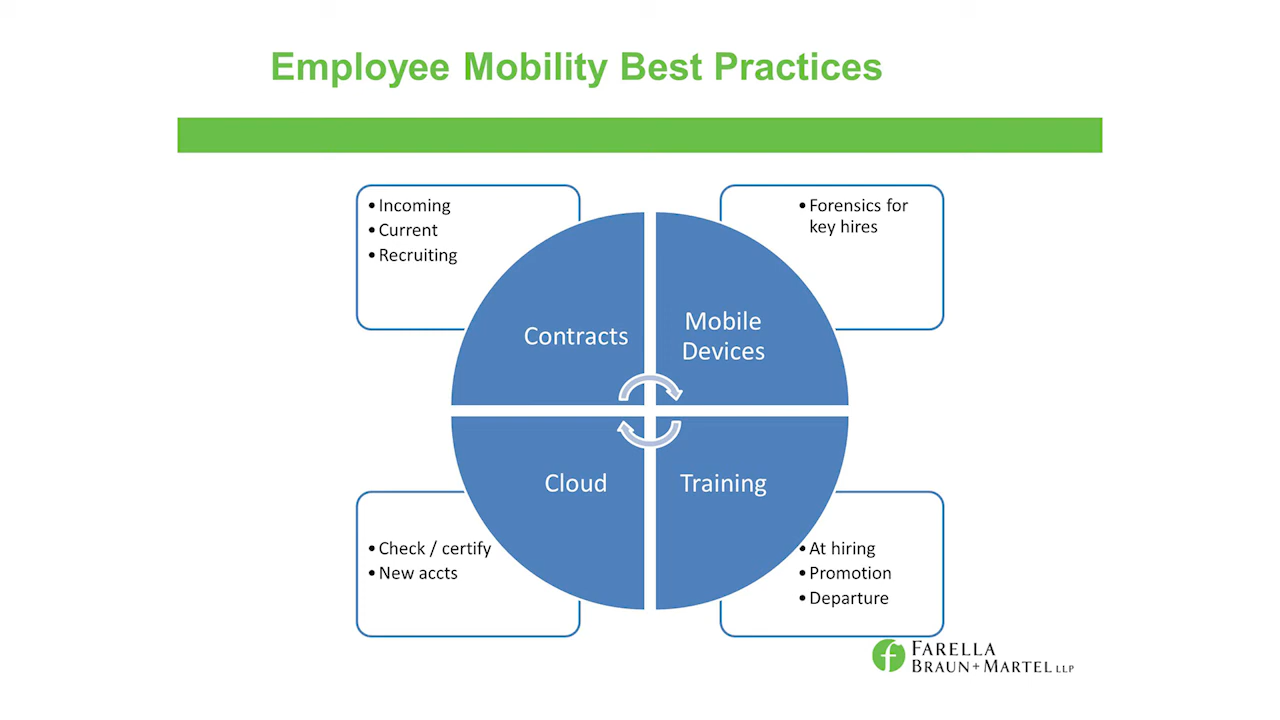 Employee Mobility Best Practices
• Incoming
• Current
• Recruiting
• Forensics for
key hires
Contracts
Mobile
Devices
Cloud
Training
• Check / certify
• New accts
• At hiring
• Promotion
• Departure
f FARELLA
BRAUN+MARTEL LLP